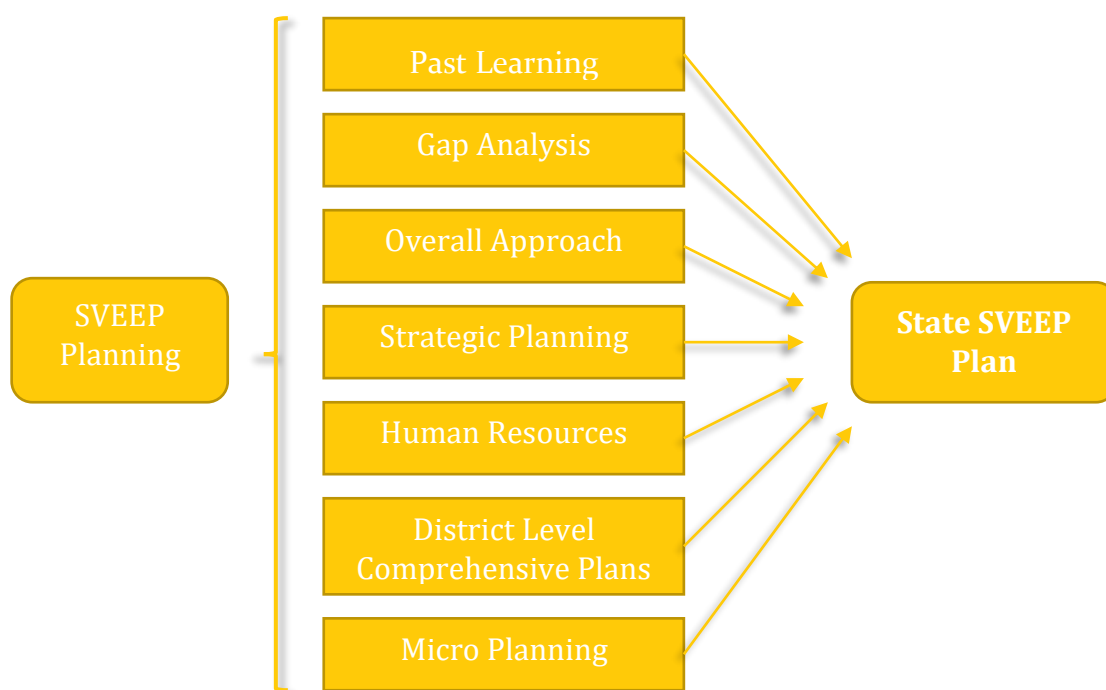 SVEEP
Planning
Past Learning
Gap Analysis
Overall Approach
Strategic Planning
Human Resources
District Level
Comprehensive Plans
Micro Planning
State SVEEP
Plan